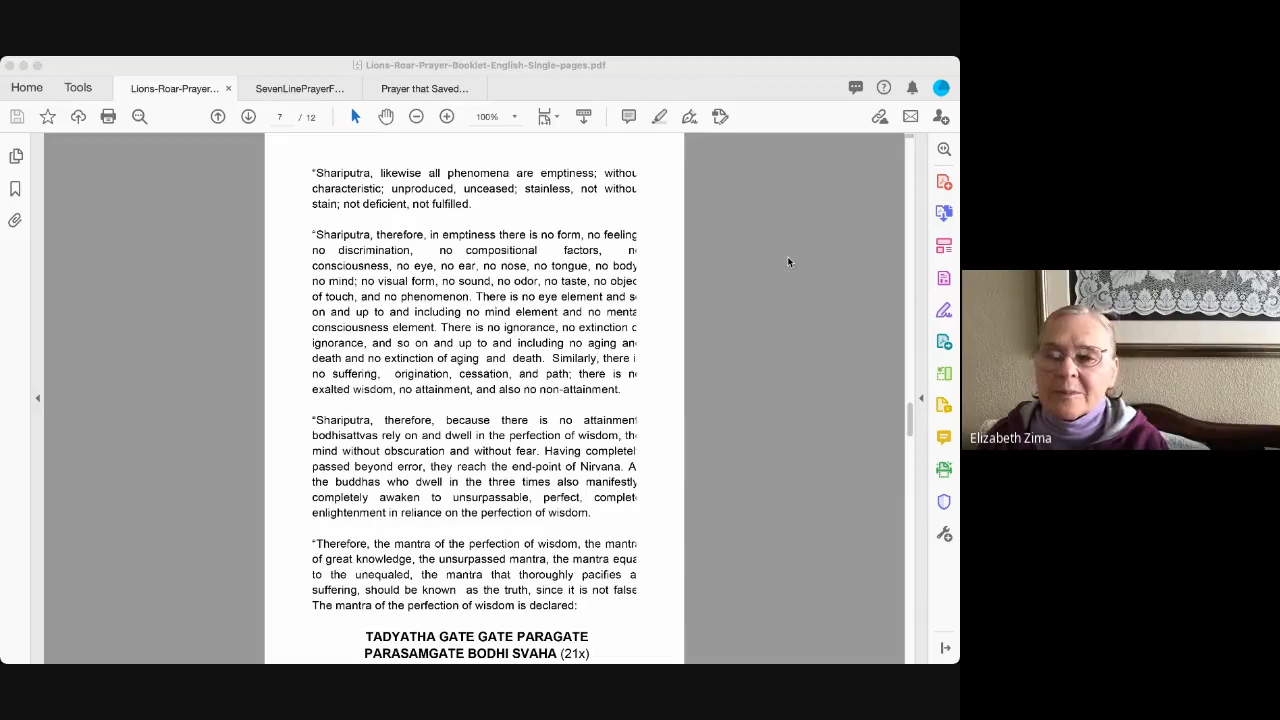 Lions-Roar-Prayer-Booklet-English-Single-pages.pdf
Home Tools Lions-Roar-Prayer... × SevenLinePrayerF... Prayer that Saved...
7 / 12 100%
“Shariputra, likewise all phenomena are emptiness; withou
characteristic; unproduced, unceased; stainless, not withou
stain; not deficient, not fulfilled.
“Shariputra, therefore, in emptiness there is no form, no feeling
no discrimination, no compositional factors, n
consciousness, no eye, no ear, no nose, no tongue, no body
no mind; no visual form, no sound, no odor, no taste, no objec
of touch, and no phenomenon. There is no eye element and s
on and up to and including no mind element and no menta
consciousness element. There is no ignorance, no extinction
ignorance, and so on and up to and including no aging an
death and no extinction of aging and death. Similarly, there i
no suffering, origination, cessation, and path; there is n
exalted wisdom, no attainment, and also no non-attainment.
“Shariputra, therefore, because there is no attainment
bodhisattvas rely on and dwell in the perfection of wisdom, th
mind without obscuration and without fear. Having completel
passed beyond error, they reach the end-point of Nirvana. A
the buddhas who dwell in the three times also manifestly
completely awaken to unsurpassable, perfect, complet
enlightenment in reliance on the perfection of wisdom.
“Therefore, the mantra of the perfection of wisdom, the mantra
of great knowledge, the unsurpassed mantra, the mantra equa
to the unequaled, the mantra that thoroughly pacifies a
suffering, should be known as the truth, since it is not false
The mantra of the perfection of wisdom is declared:
TADYATHA GATE GATE PARAGATE
PARASAMGATE BODHI SVAHA (21x)
Elizabeth Zima